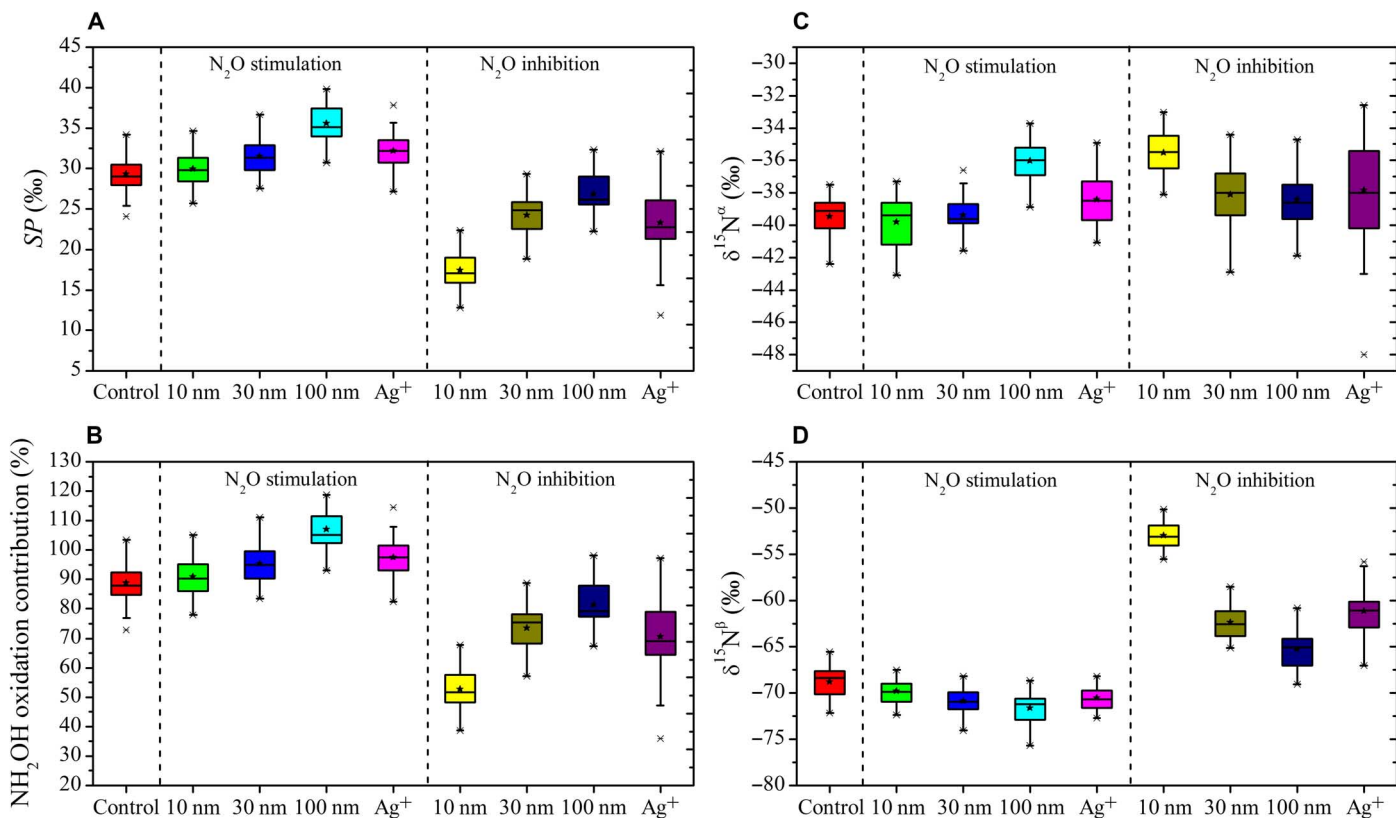 A
SP (‰)
45
40
35
30
25
20
15
10
5
N₂O stimulation
N₂O inhibition
Control 10 nm 30 nm 100 nm Ag⁺ 10 nm 30 nm 100 nm Ag⁺
C
δ¹⁵Nᵅ (‰)
−30
−32
−34
−36
−38
−40
−42
−44
−46
−48
N₂O stimulation
N₂O inhibition
Control 10 nm 30 nm 100 nm Ag⁺ 10 nm 30 nm 100 nm Ag⁺
B
NH₂OH oxidation contribution (%)
130
120
110
100
90
80
70
60
50
40
30
20
N₂O stimulation
N₂O inhibition
Control 10 nm 30 nm 100 nm Ag⁺ 10 nm 30 nm 100 nm Ag⁺
D
δ¹⁵Nᵝ (‰)
−45
−50
−55
−60
−65
−70
−75
−80
N₂O stimulation
N₂O inhibition
Control 10 nm 30 nm 100 nm Ag⁺ 10 nm 30 nm 100 nm Ag⁺